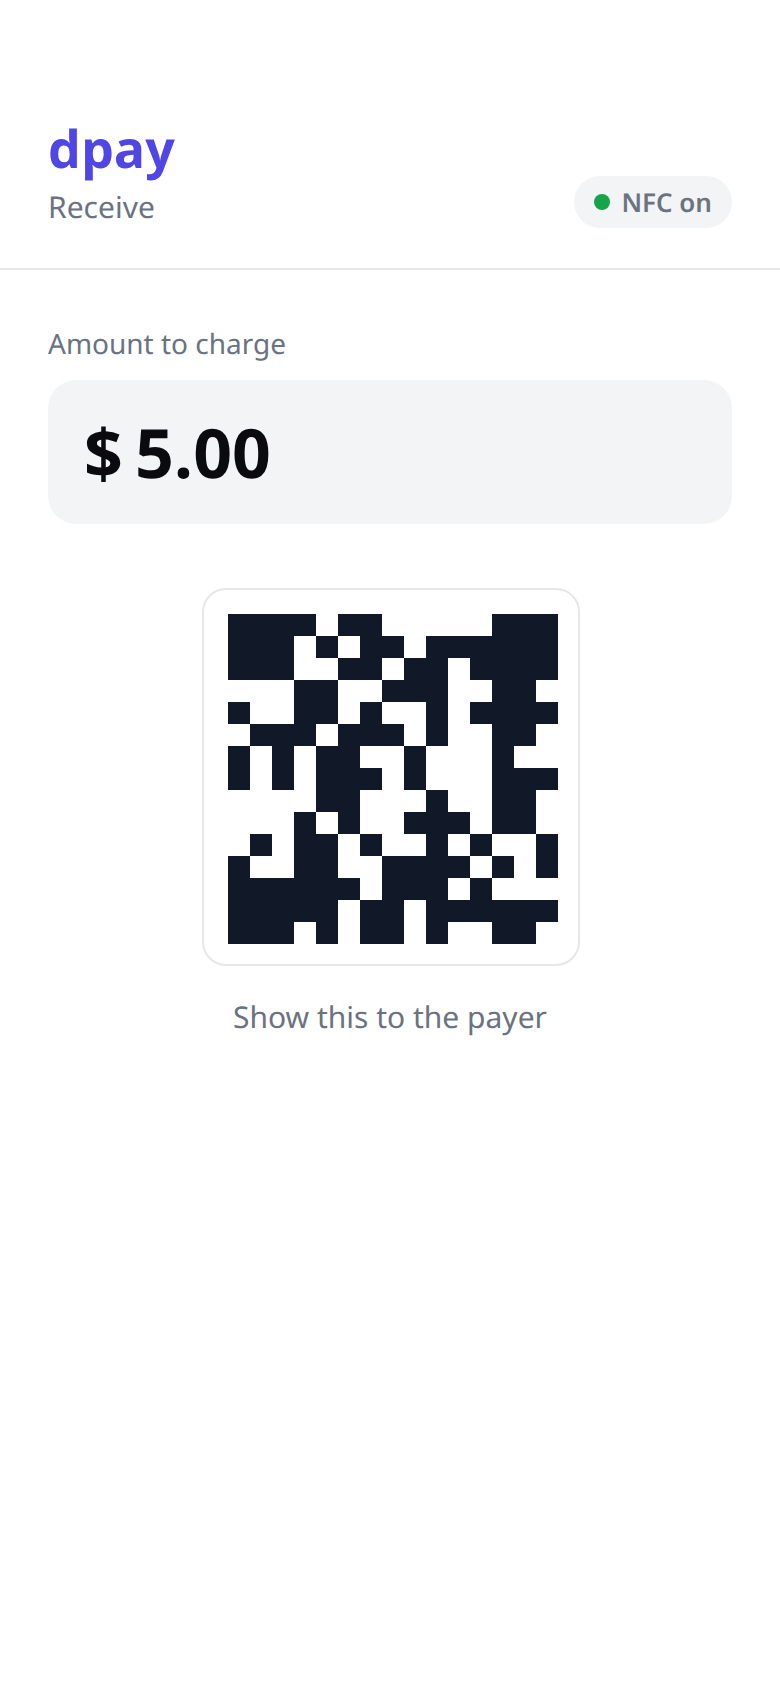 dpay
Receive
NFC on
Amount to charge
$ 5.00
Show this to the payer